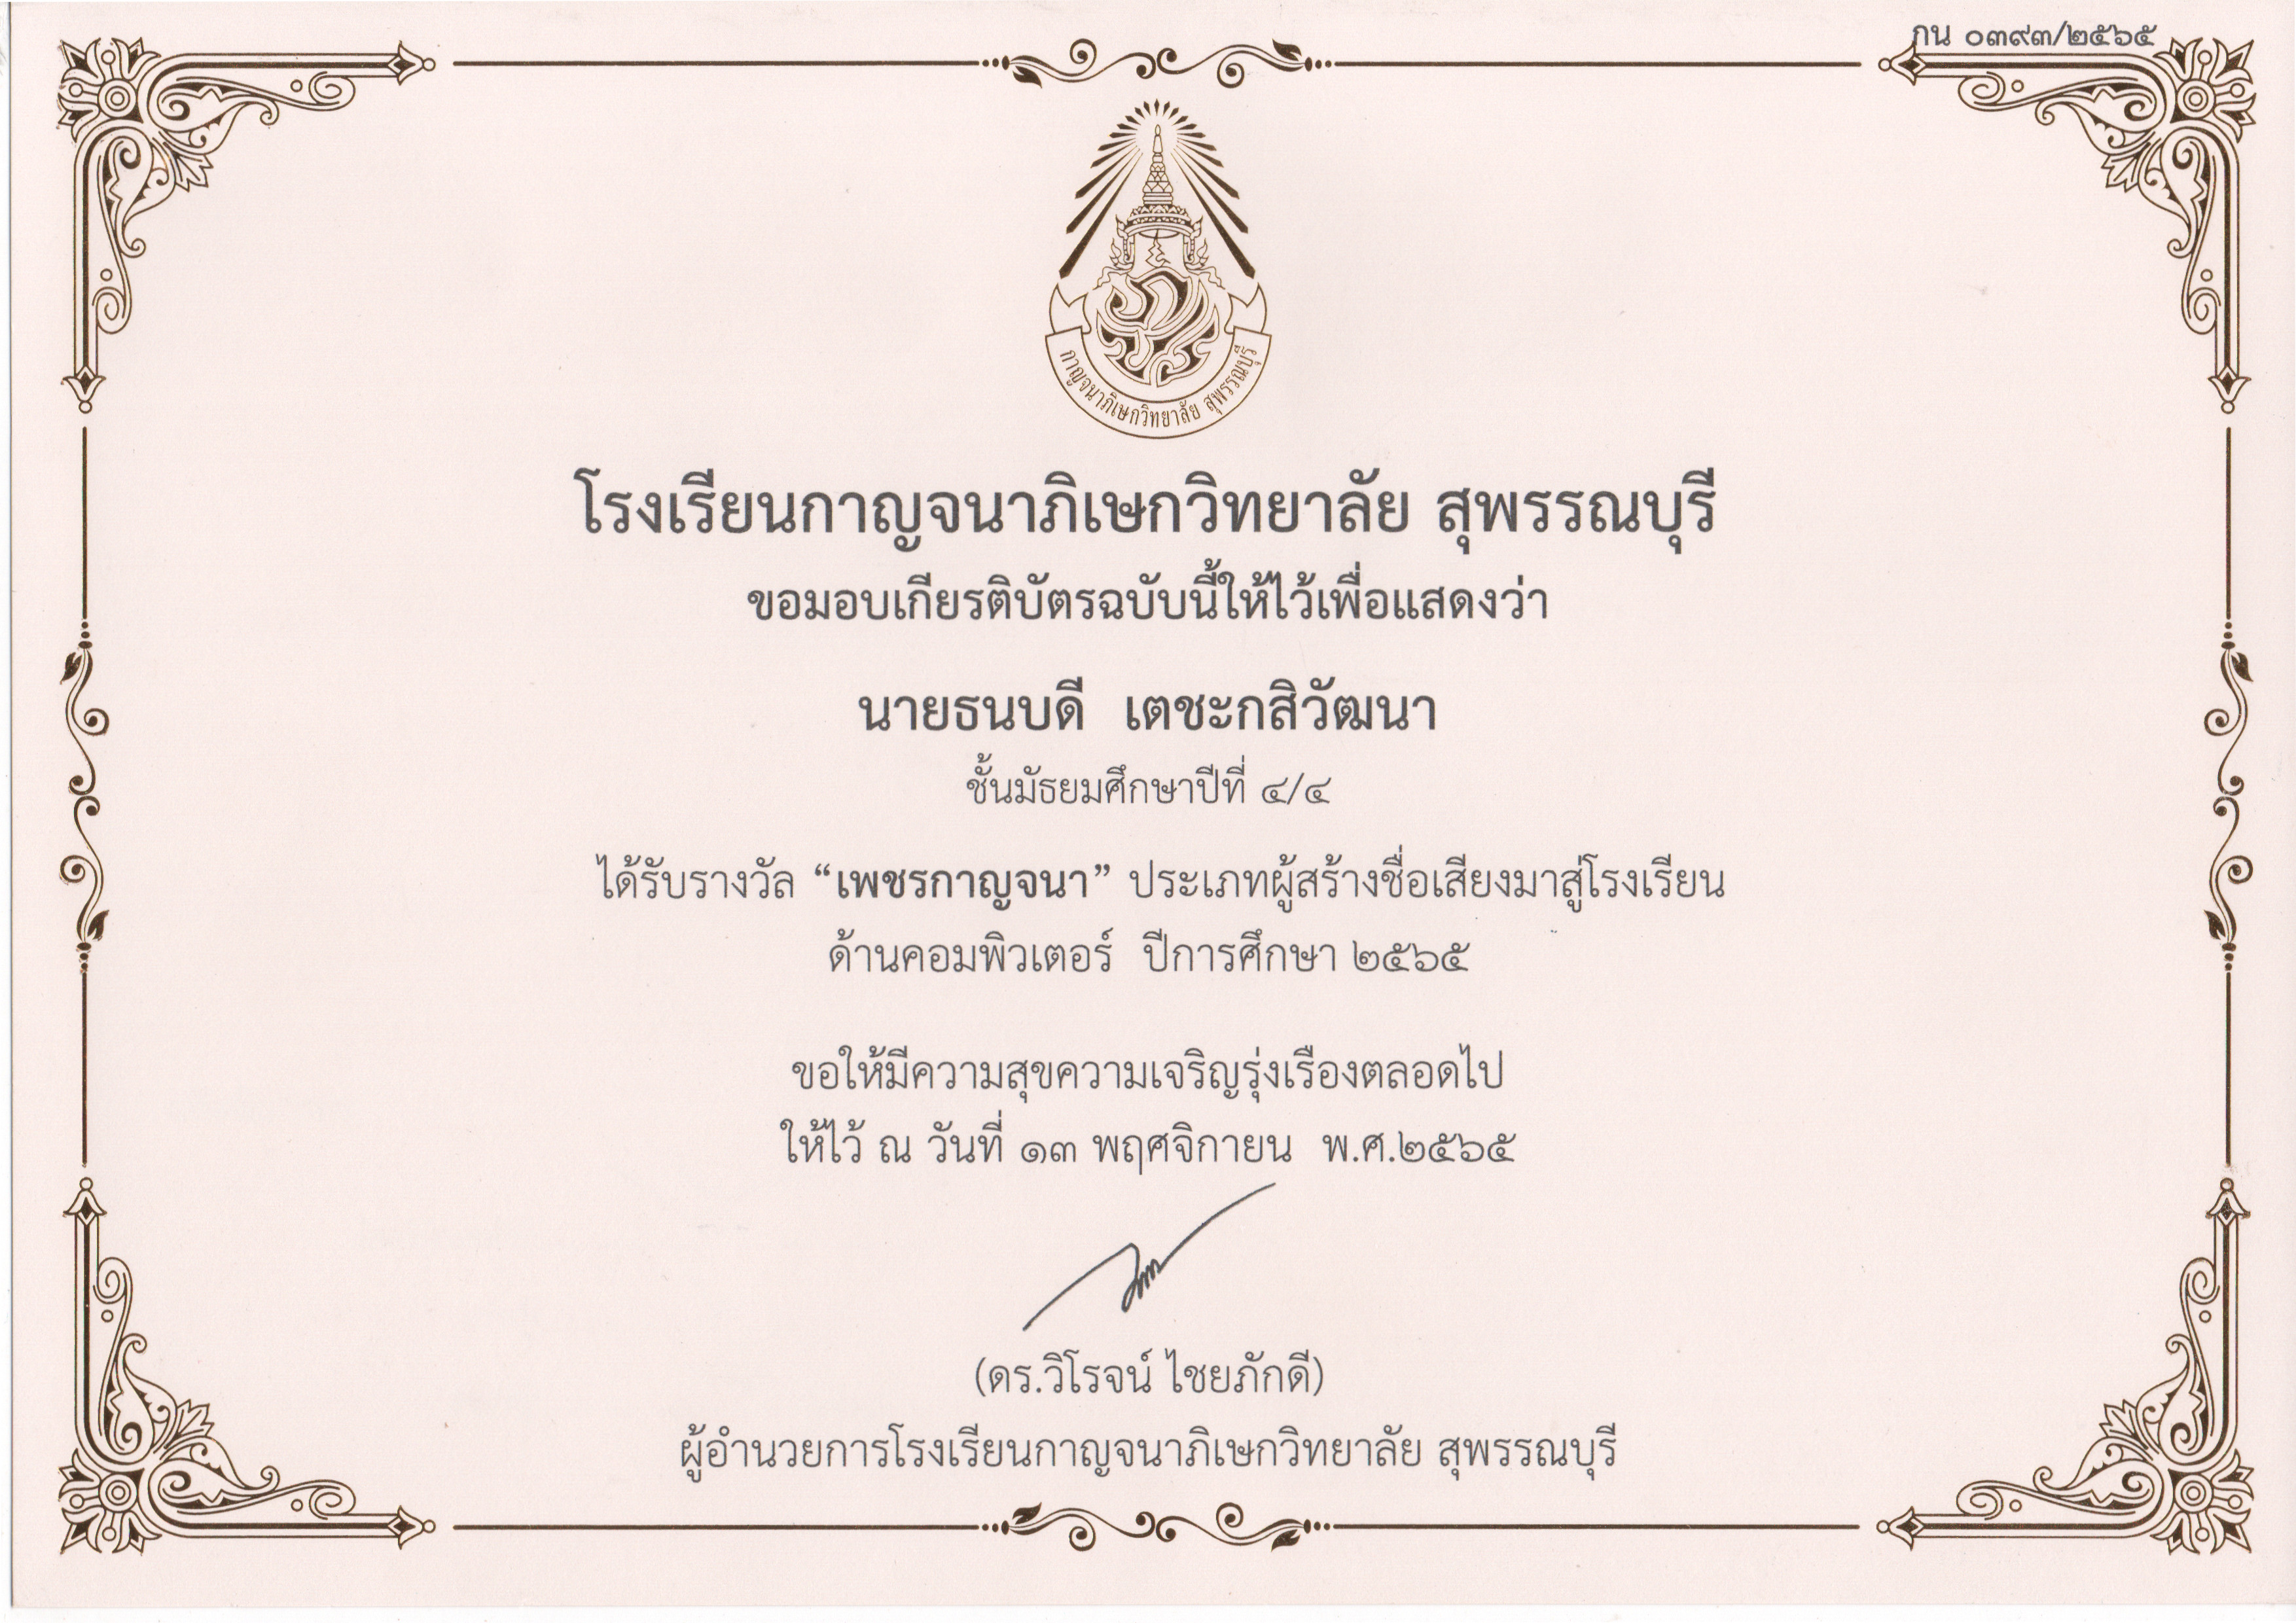 กน ๐๓๙๓/๒๕๖๕
กาญจนาภิเษกวิทยาลัย สุพรรณบุรี
โรงเรียนกาญจนาภิเษกวิทยาลัย สุพรรณบุรี
ขอมอบเกียรติบัตรฉบับนี้ให้ไว้เพื่อแสดงว่า
นายธนบดี เตชะกสิวัฒนา
ชั้นมัธยมศึกษาปีที่ ๔/๔
ได้รับรางวัล “เพชรกาญจนา” ประเภทผู้สร้างชื่อเสียงมาสู่โรงเรียน
ด้านคอมพิวเตอร์ ปีการศึกษา ๒๕๖๕
ขอให้มีความสุขความเจริญรุ่งเรืองตลอดไป
ให้ไว้ ณ วันที่ ๑๓ พฤศจิกายน พ.ศ.๒๕๖๕
(ดร.วิโรจน์ ไชยภักดี)
ผู้อำนวยการโรงเรียนกาญจนาภิเษกวิทยาลัย สุพรรณบุรี